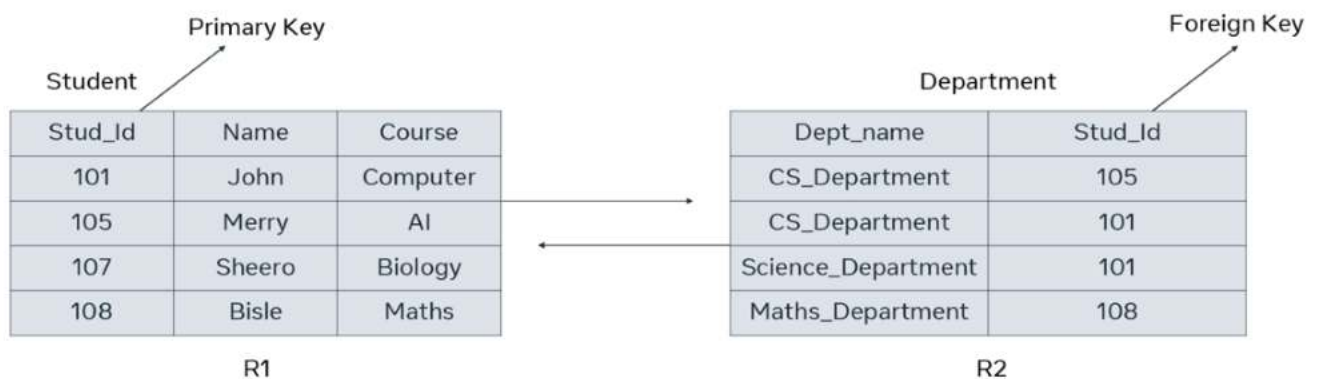 Primary Key
Foreign Key
Student
Department
Stud_Id Name Course
101 John Computer
105 Merry AI
107 Sheero Biology
108 Bisle Maths
R1
Dept_name Stud_Id
CS_Department 105
CS_Department 101
Science_Department 101
Maths_Department 108
R2